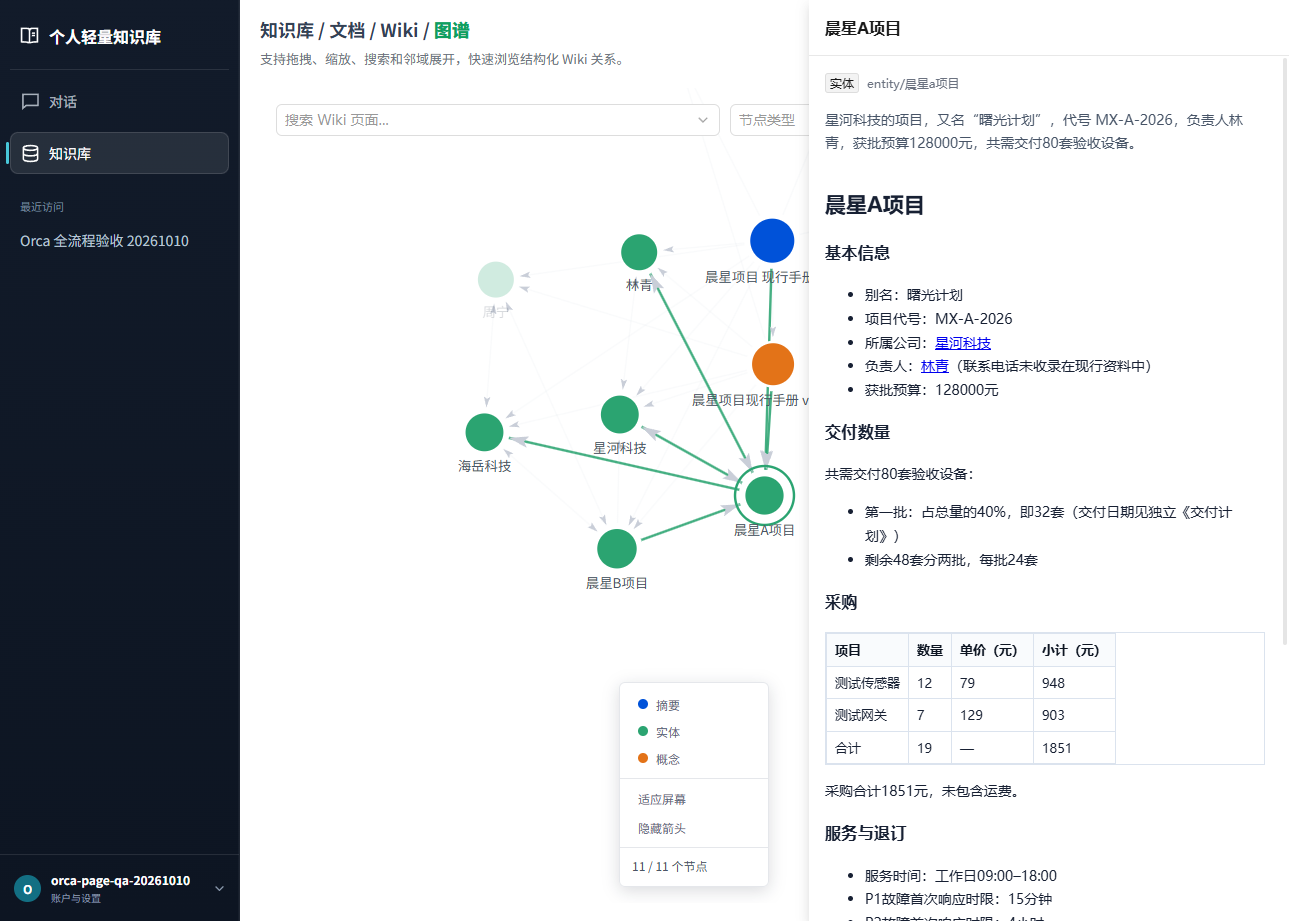 个人轻量知识库
对话
知识库
最近访问
Orca 全流程验收 20261010
O
orca-page-qa-20261010
账户与设置
知识库 / 文档 / Wiki / 图谱
支持拖拽、缩放、搜索和邻域展开，快速浏览结构化 Wiki 关系。
搜索 Wiki 页面...
节点类型
林青
周宁
晨星项目 现行手册
晨星项目现行手册 v
星河科技
海岳科技
晨星A项目
晨星B项目
摘要
实体
概念
适应屏幕
隐藏箭头
11 / 11 个节点
晨星A项目
实体 entity/晨星a项目
星河科技的项目，又名“曙光计划”，代号 MX-A-2026，负责人林
青，获批预算128000元，共需交付80套验收设备。
晨星A项目
基本信息
别名：曙光计划
项目代号：MX-A-2026
所属公司：星河科技
负责人：林青（联系电话未收录在现行资料中）
获批预算：128000元
交付数量
共需交付80套验收设备：
第一批：占总量的40%，即32套（交付日期见独立《交付计
划》）
剩余48套分两批，每批24套
采购
项目 数量 单价（元） 小计（元）
测试传感器 12 79 948
测试网关 7 129 903
合计 19 — 1851
采购合计1851元，未包含运费。
服务与退订
服务时间：工作日09:00–18:00
P1故障首次响应时限：15分钟
P2故障首次响应时限：4小时